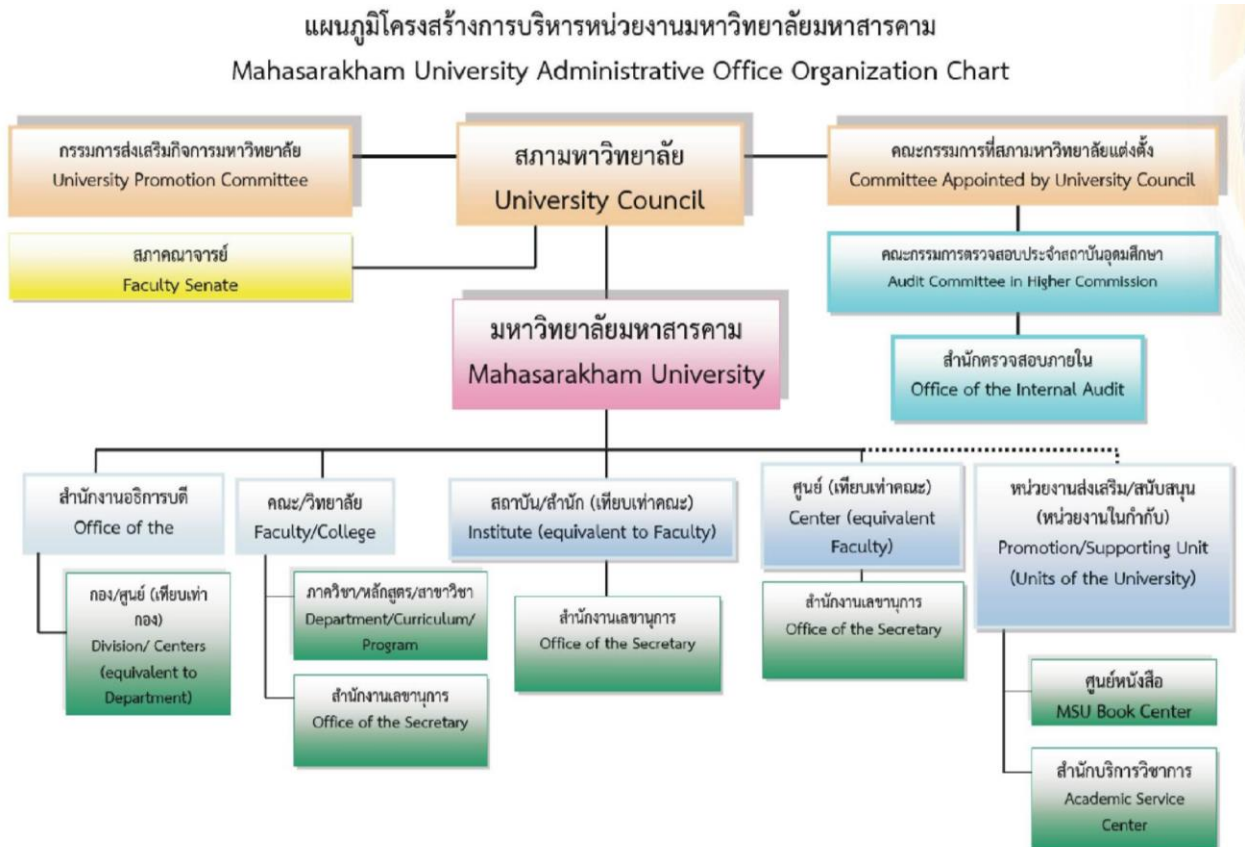 แผนภูมิโครงสร้างการบริหารหน่วยงานมหาวิทยาลัยมหาสารคาม
Mahasarakham University Administrative Office Organization Chart
กรรมการส่งเสริมกิจการมหาวิทยาลัย
University Promotion Committee
สภามหาวิทยาลัย
University Council
คณะกรรมการที่สภามหาวิทยาลัยแต่งตั้ง
Committee Appointed by University Council
สภาคณาจารย์
Faculty Senate
คณะกรรมการตรวจสอบประจำสถาบันอุดมศึกษา
Audit Committee in Higher Commission
มหาวิทยาลัยมหาสารคาม
Mahasarakham University
สำนักตรวจสอบภายใน
Office of the Internal Audit
สำนักงานอธิการบดี
Office of the
คณะ/วิทยาลัย
Faculty/College
สถาบัน/สำนัก (เทียบเท่าคณะ)
Institute (equivalent to Faculty)
ศูนย์ (เทียบเท่าคณะ)
Center (equivalent
Faculty)
หน่วยงานส่งเสริม/สนับสนุน
(หน่วยงานในกำกับ)
Promotion/Supporting Unit
(Units of the University)
กอง/ศูนย์ (เทียบเท่า
กอง)
Division/ Centers
(equivalent to
Department)
ภาควิชา/หลักสูตร/สาขาวิชา
Department/Curriculum/
Program
สำนักงานเลขานุการ
Office of the Secretary
สำนักงานเลขานุการ
Office of the Secretary
สำนักงานเลขานุการ
Office of the Secretary
ศูนย์หนังสือ
MSU Book Center
สำนักบริการวิชาการ
Academic Service
Center